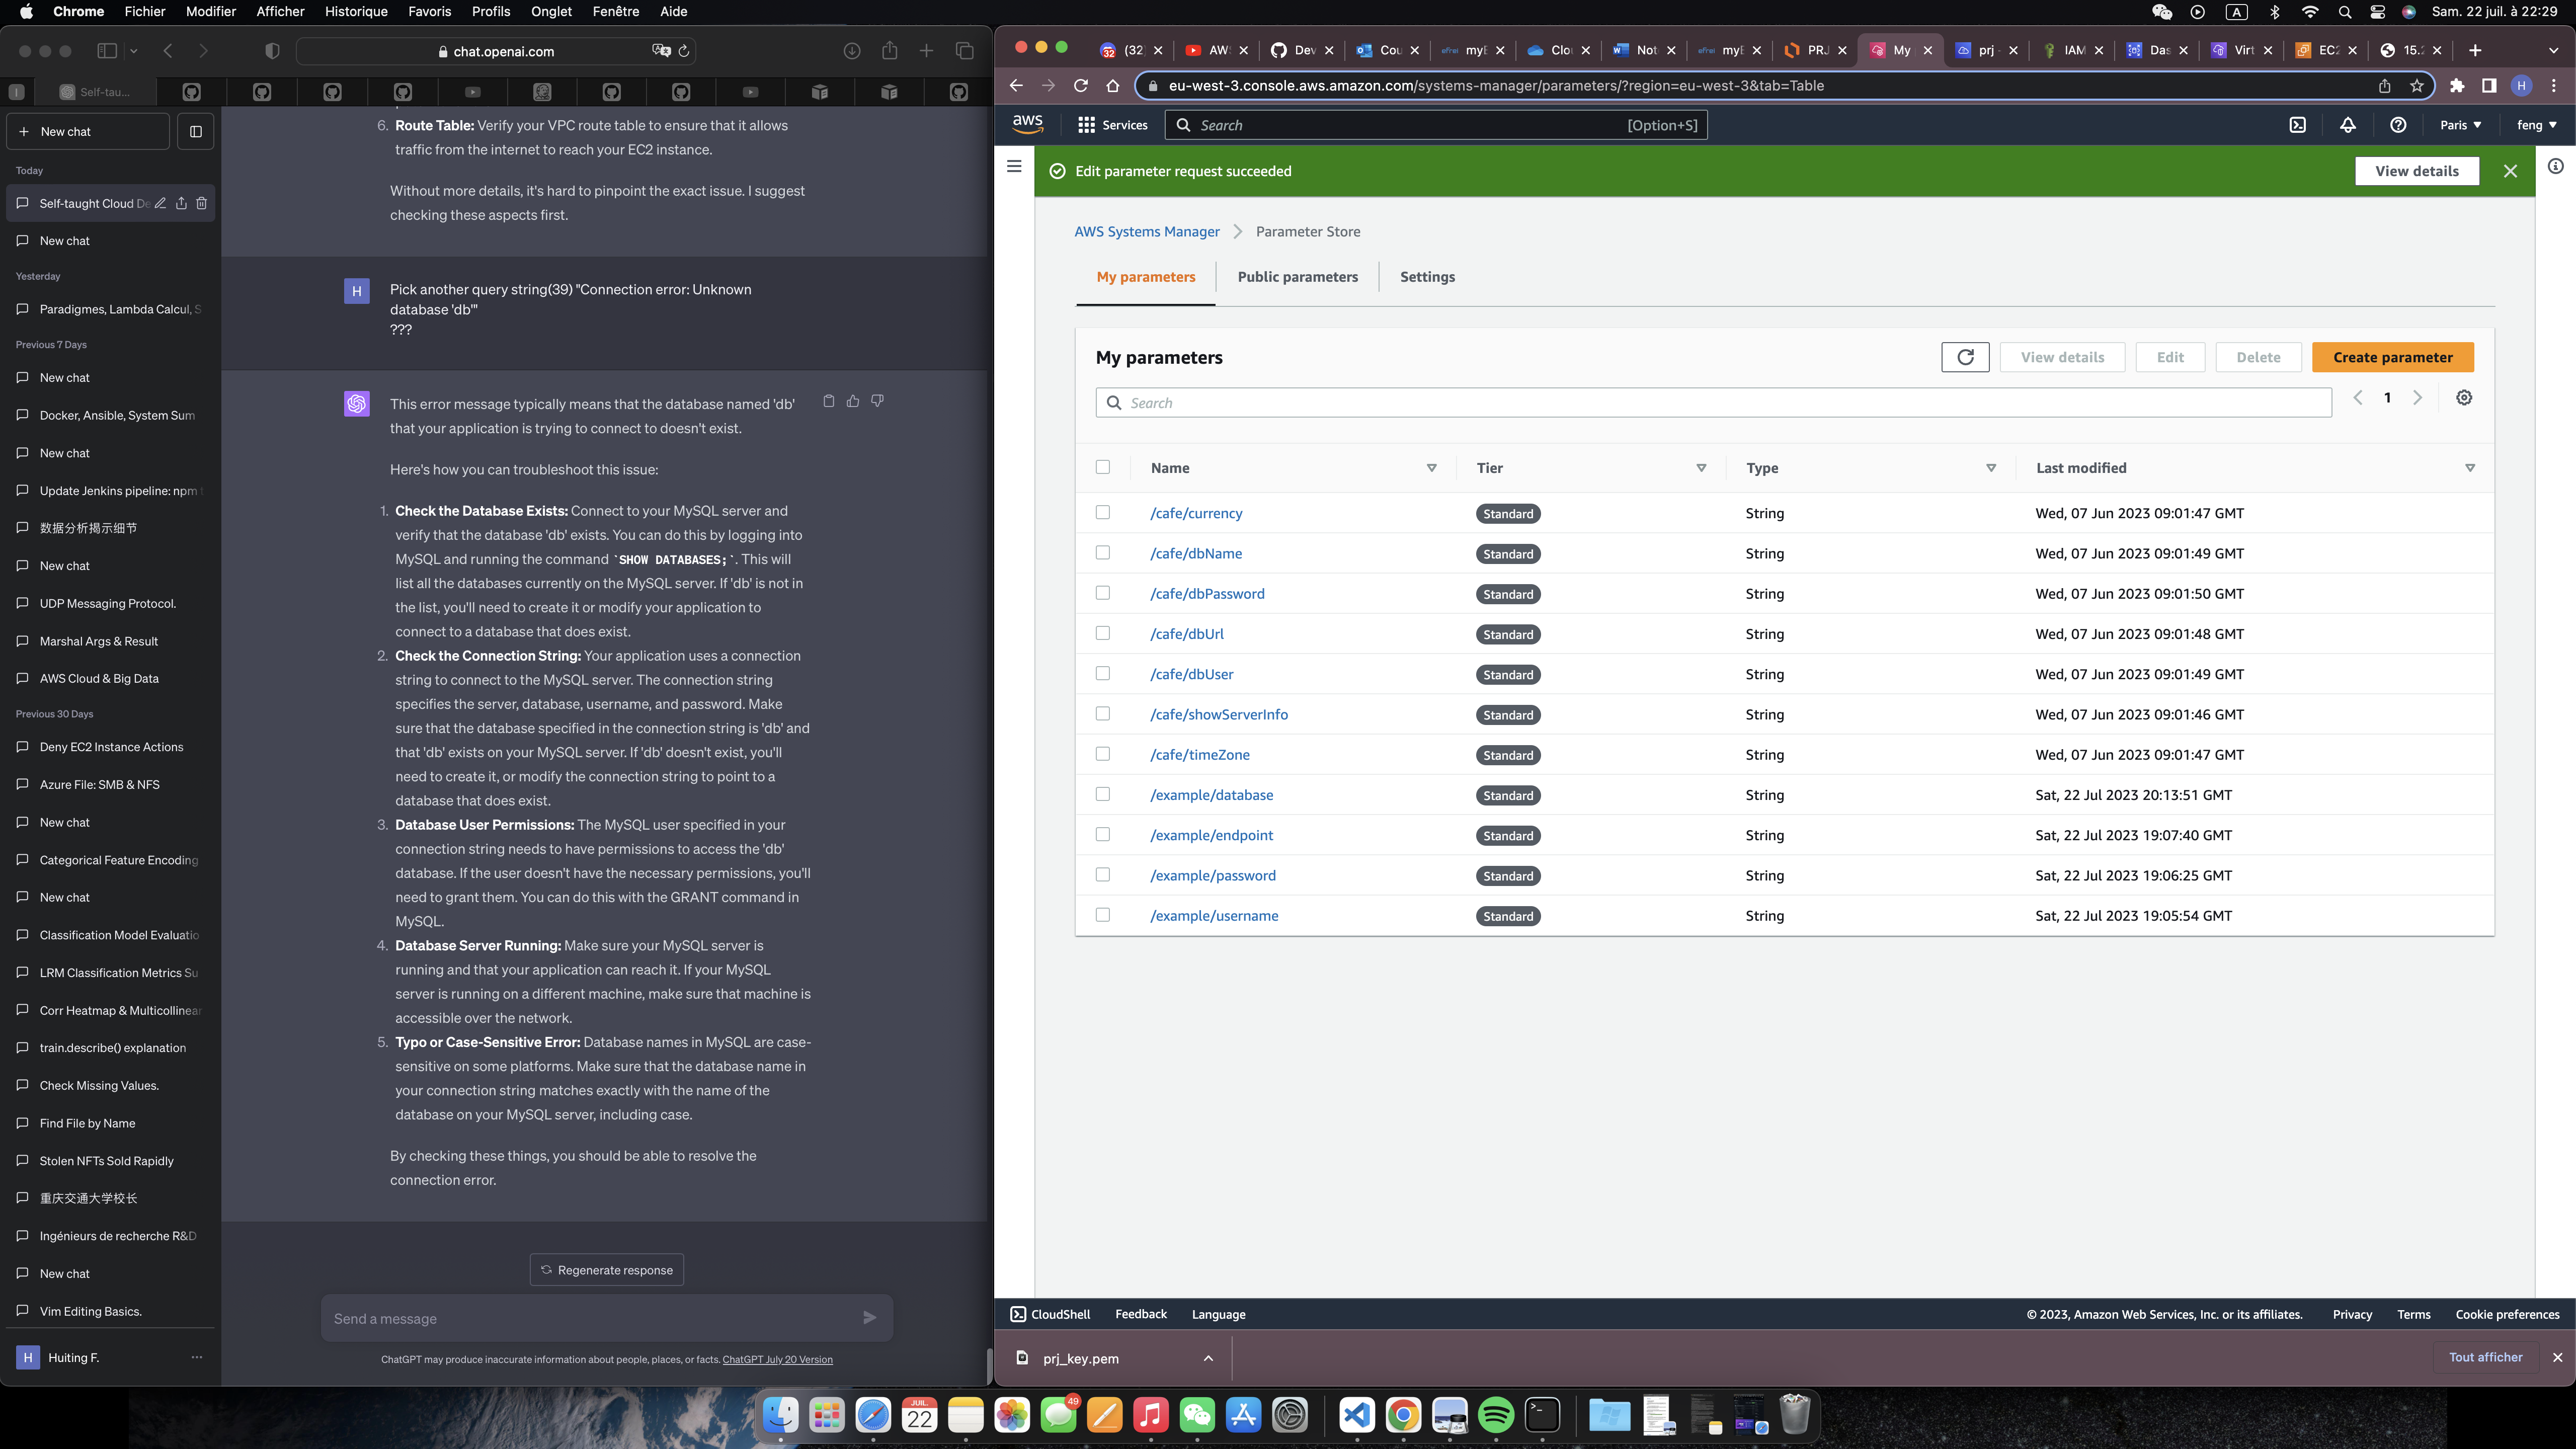 Chrome Fichier Modifier Afficher Historique Favoris Profils Onglet Fenêtre Aide
A
Sam. 22 juil. à 22:29
chat.openai.com
Self-tau...
New chat
Today
Self-taught Cloud De
New chat
Yesterday
Paradigmes, Lambda Calcul, S
Previous 7 Days
New chat
Docker, Ansible, System Sum
New chat
Update Jenkins pipeline: npm
数据分析揭示细节
New chat
UDP Messaging Protocol.
Marshal Args & Result
AWS Cloud & Big Data
Previous 30 Days
Deny EC2 Instance Actions
Azure File: SMB & NFS
New chat
Categorical Feature Encoding
New chat
Classification Model Evaluatio
LRM Classification Metrics Su
Corr Heatmap & Multicollinear
train.describe() explanation
Check Missing Values.
Find File by Name
Stolen NFTs Sold Rapidly
重庆交通大学校长
Ingénieurs de recherche R&D
New chat
Vim Editing Basics.
H Huiting F. ...
6. Route Table: Verify your VPC route table to ensure that it allows
traffic from the internet to reach your EC2 instance.
Without more details, it's hard to pinpoint the exact issue. I suggest
checking these aspects first.
H
Pick another query string(39) "Connection error: Unknown
database 'db'"
???
This error message typically means that the database named 'db'
that your application is trying to connect to doesn't exist.
Here's how you can troubleshoot this issue:
1. Check the Database Exists: Connect to your MySQL server and
verify that the database 'db' exists. You can do this by logging into
MySQL and running the command `SHOW DATABASES;`. This will
list all the databases currently on the MySQL server. If 'db' is not in
the list, you'll need to create it or modify your application to
connect to a database that does exist.
2. Check the Connection String: Your application uses a connection
string to connect to the MySQL server. The connection string
specifies the server, database, username, and password. Make
sure that the database specified in the connection string is 'db' and
that 'db' exists on your MySQL server. If 'db' doesn't exist, you'll
need to create it, or modify the connection string to point to a
database that does exist.
3. Database User Permissions: The MySQL user specified in your
connection string needs to have permissions to access the 'db'
database. If the user doesn't have the necessary permissions, you'll
need to grant them. You can do this with the GRANT command in
MySQL.
4. Database Server Running: Make sure your MySQL server is
running and that your application can reach it. If your MySQL
server is running on a different machine, make sure that machine is
accessible over the network.
5. Typo or Case-Sensitive Error: Database names in MySQL are case-
sensitive on some platforms. Make sure that the database name in
your connection string matches exactly with the name of the
database on your MySQL server, including case.
By checking these things, you should be able to resolve the
connection error.
Regenerate response
Send a message
ChatGPT may produce inaccurate information about people, places, or facts. ChatGPT July 20 Version
32 (32 AW Dev Cou efrei myE Clo Not efrei myE PRJ My prj IAM Das Virt EC2 15.2
eu-west-3.console.aws.amazon.com/systems-manager/parameters/?region=eu-west-3&tab=Table
H
aws Services Search [Option+S] Paris feng
Edit parameter request succeeded
View details
AWS Systems Manager Parameter Store
My parameters Public parameters Settings
My parameters
View details Edit Delete Create parameter
Search
1
Name Tier Type Last modified
/cafe/currency Standard String Wed, 07 Jun 2023 09:01:47 GMT
/cafe/dbName Standard String Wed, 07 Jun 2023 09:01:49 GMT
/cafe/dbPassword Standard String Wed, 07 Jun 2023 09:01:50 GMT
/cafe/dbUrl Standard String Wed, 07 Jun 2023 09:01:48 GMT
/cafe/dbUser Standard String Wed, 07 Jun 2023 09:01:49 GMT
/cafe/showServerInfo Standard String Wed, 07 Jun 2023 09:01:46 GMT
/cafe/timeZone Standard String Wed, 07 Jun 2023 09:01:47 GMT
/example/database Standard String Sat, 22 Jul 2023 20:13:51 GMT
/example/endpoint Standard String Sat, 22 Jul 2023 19:07:40 GMT
/example/password Standard String Sat, 22 Jul 2023 19:06:25 GMT
/example/username Standard String Sat, 22 Jul 2023 19:05:54 GMT
CloudShell Feedback Language
© 2023, Amazon Web Services, Inc. or its affiliates. Privacy Terms Cookie preferences
prj_key.pem
Tout afficher
JUIL.
22
49